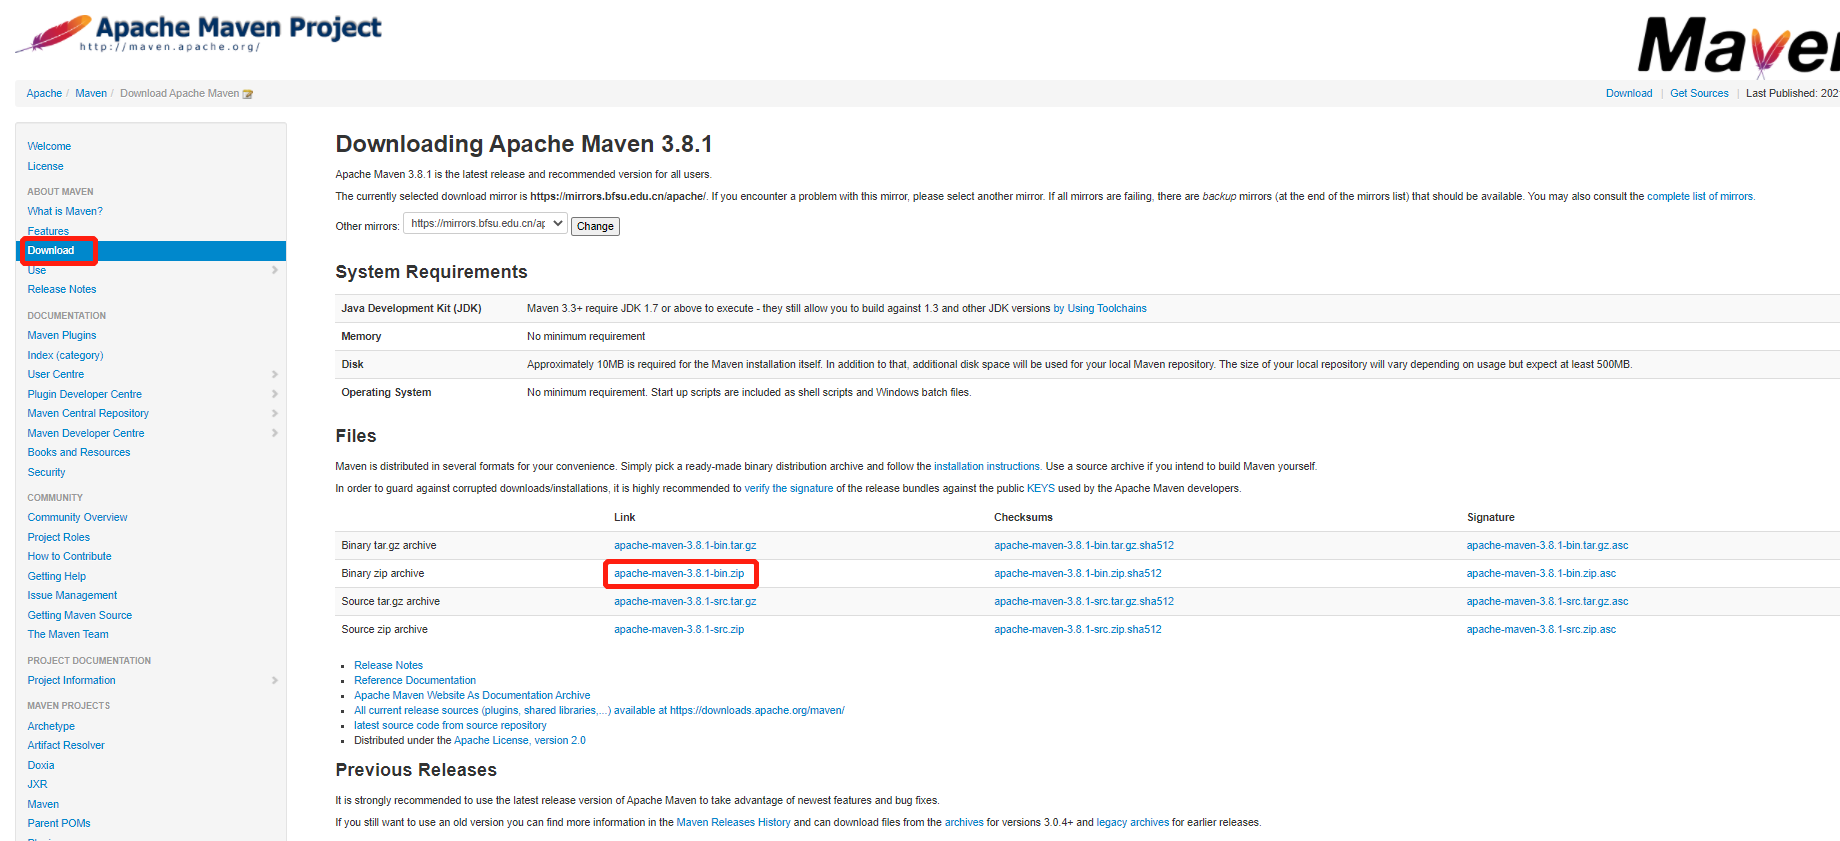 Apache Maven Project
http://maven.apache.org/
Maven
Apache / Maven / Download Apache Maven
Download | Get Sources | Last Published: 202
Welcome
License
ABOUT MAVEN
What is Maven?
Features
Download
Use
Release Notes
DOCUMENTATION
Maven Plugins
Index (category)
User Centre
Plugin Developer Centre
Maven Central Repository
Maven Developer Centre
Books and Resources
Security
COMMUNITY
Community Overview
Project Roles
How to Contribute
Getting Help
Issue Management
Getting Maven Source
The Maven Team
PROJECT DOCUMENTATION
Project Information
MAVEN PROJECTS
Archetype
Artifact Resolver
Doxia
JXR
Maven
Parent POMs
Downloading Apache Maven 3.8.1
Apache Maven 3.8.1 is the latest release and recommended version for all users.
The currently selected download mirror is https://mirrors.bfsu.edu.cn/apache/. If you encounter a problem with this mirror, please select another mirror. If all mirrors are failing, there are backup mirrors (at the end of the mirrors list) that should be available. You may also consult the complete list of mirrors.
Other mirrors: https://mirrors.bfsu.edu.cn/ap Change
System Requirements
Java Development Kit (JDK) Maven 3.3+ require JDK 1.7 or above to execute - they still allow you to build against 1.3 and other JDK versions by Using Toolchains
Memory No minimum requirement
Disk Approximately 10MB is required for the Maven installation itself. In addition to that, additional disk space will be used for your local Maven repository. The size of your local repository will vary depending on usage but expect at least 500MB.
Operating System No minimum requirement. Start up scripts are included as shell scripts and Windows batch files.
Files
Maven is distributed in several formats for your convenience. Simply pick a ready-made binary distribution archive and follow the installation instructions. Use a source archive if you intend to build Maven yourself.
In order to guard against corrupted downloads/installations, it is highly recommended to verify the signature of the release bundles against the public KEYS used by the Apache Maven developers.
Link Checksums Signature
Binary tar.gz archive apache-maven-3.8.1-bin.tar.gz apache-maven-3.8.1-bin.tar.gz.sha512 apache-maven-3.8.1-bin.tar.gz.asc
Binary zip archive apache-maven-3.8.1-bin.zip apache-maven-3.8.1-bin.zip.sha512 apache-maven-3.8.1-bin.zip.asc
Source tar.gz archive apache-maven-3.8.1-src.tar.gz apache-maven-3.8.1-src.tar.gz.sha512 apache-maven-3.8.1-src.tar.gz.asc
Source zip archive apache-maven-3.8.1-src.zip apache-maven-3.8.1-src.zip.sha512 apache-maven-3.8.1-src.zip.asc
Release Notes
Reference Documentation
Apache Maven Website As Documentation Archive
All current release sources (plugins, shared libraries,...) available at https://downloads.apache.org/maven/
latest source code from source repository
Distributed under the Apache License, version 2.0
Previous Releases
It is strongly recommended to use the latest release version of Apache Maven to take advantage of newest features and bug fixes.
If you still want to use an old version you can find more information in the Maven Releases History and can download files from the archives for versions 3.0.4+ and legacy archives for earlier releases.